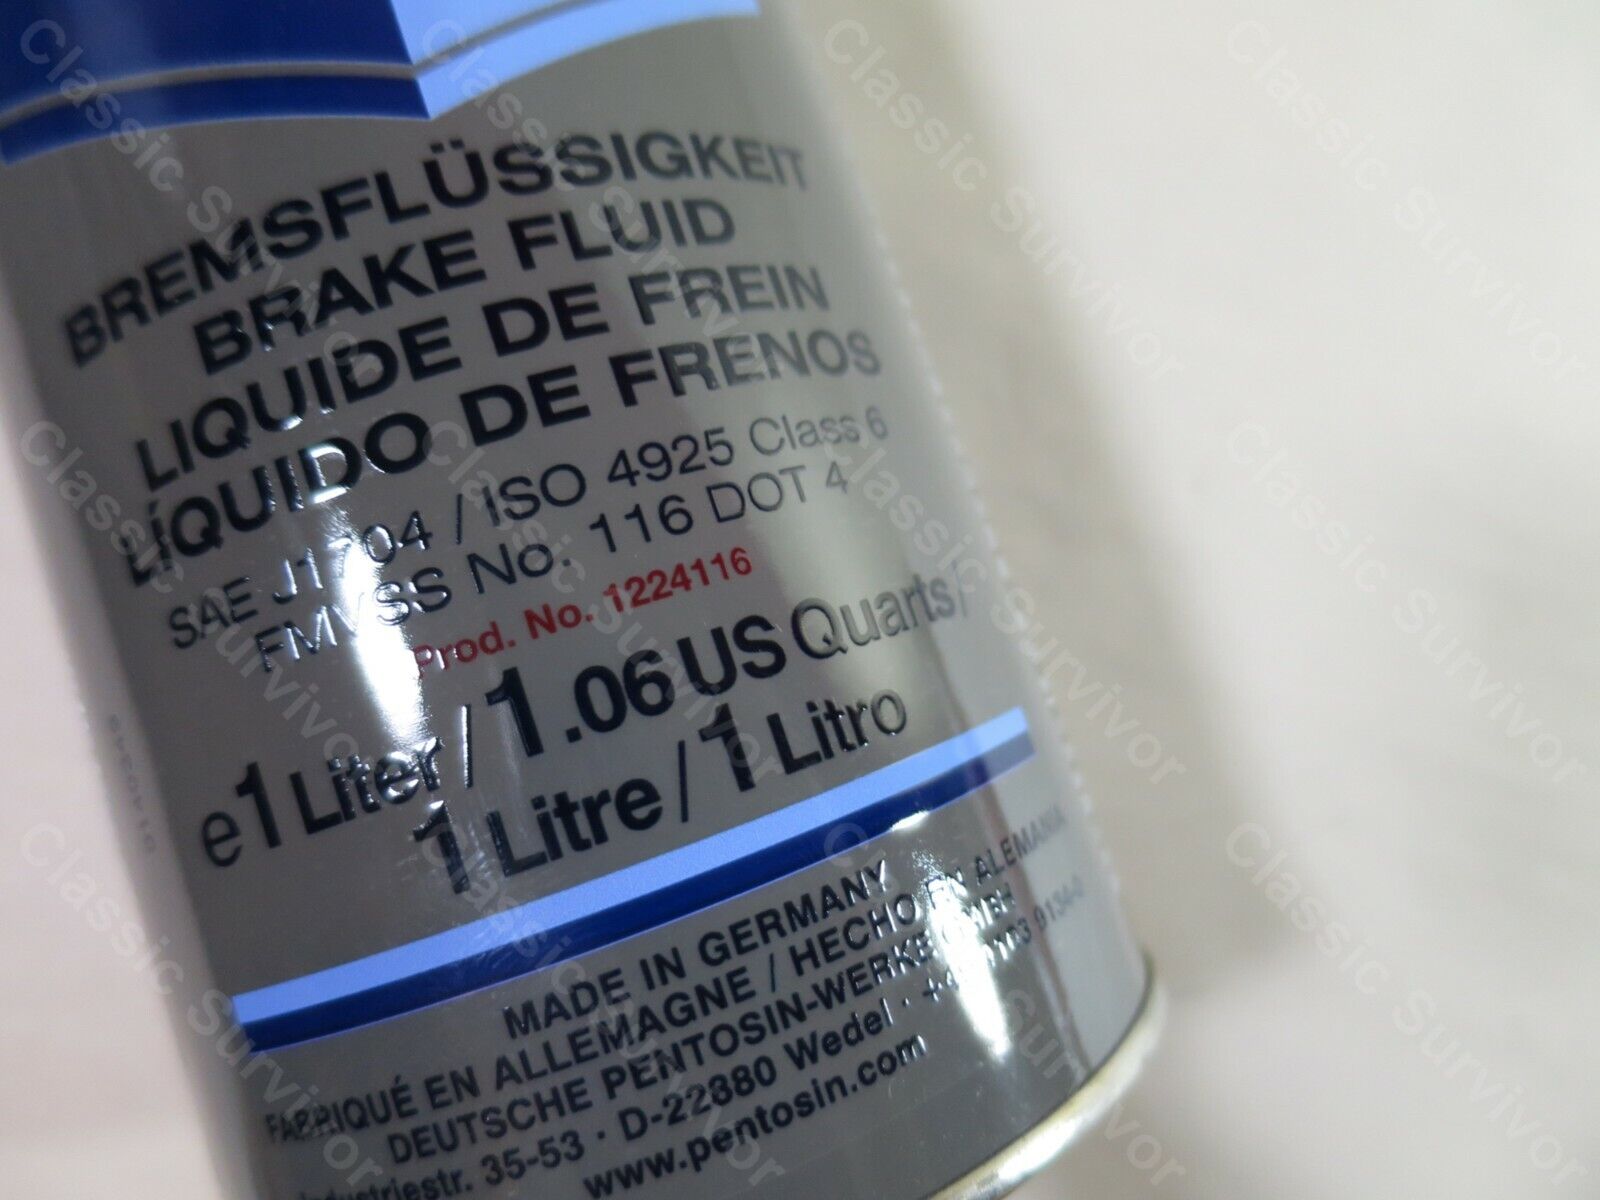 BREMSFLÜSSIGKEIT
BRAKE FLUID
LIQUIDE DE FREIN
LÍQUIDO DE FRENOS
SAE J1704 / ISO 4925 Class 6
FMVSS No. 116 DOT 4
Prod. No. 1224116
e1 Liter / 1.06 US Quarts/
1 Litre / 1 Litro
MADE IN GERMANY
FABRIQUÉ EN ALLEMAGNE / HECHO EN ALEMANIA
DEUTSCHE PENTOSIN-WERKE GMBH
Industriestr. 35-53 · D-22880 Wedel ·
www.pentosin.com
Classic Survivor